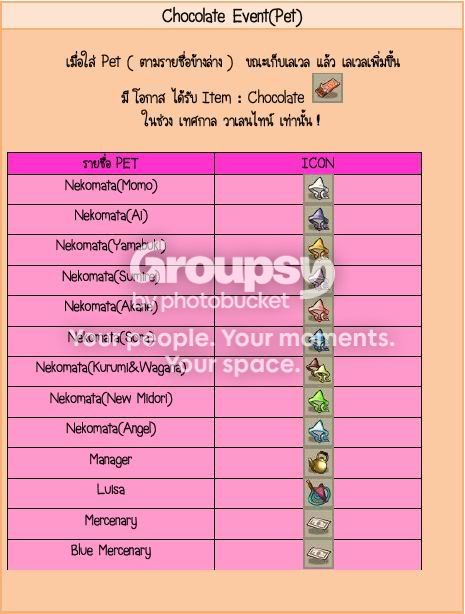 Chocolate Event(Pet)
เมื่อใส่ Pet ( ตามรายชื่อข้างล่าง ) ขณะเก็บเลเวล แล้ว เลเวลเพิ่มขึ้น
มี โอกาส ได้รับ Item : Chocolate
ในช่วง เทศกาล วาเลนไทน์ เท่านั้น !
รายชื่อ PET ICON
Nekomata(Momo)
Nekomata(Ai)
Nekomata(Yamabuki)
Nekomata(Sumire)
Groupsy
Nekomata(Akane)
by photobucket
Nekomata(Sora)
Your people. Your moments.
Your space.
Nekomata(Kurumi&Wagana)
Nekomata(New Midori)
Nekomata(Angel)
Manager
Luisa
Mercenary
Blue Mercenary